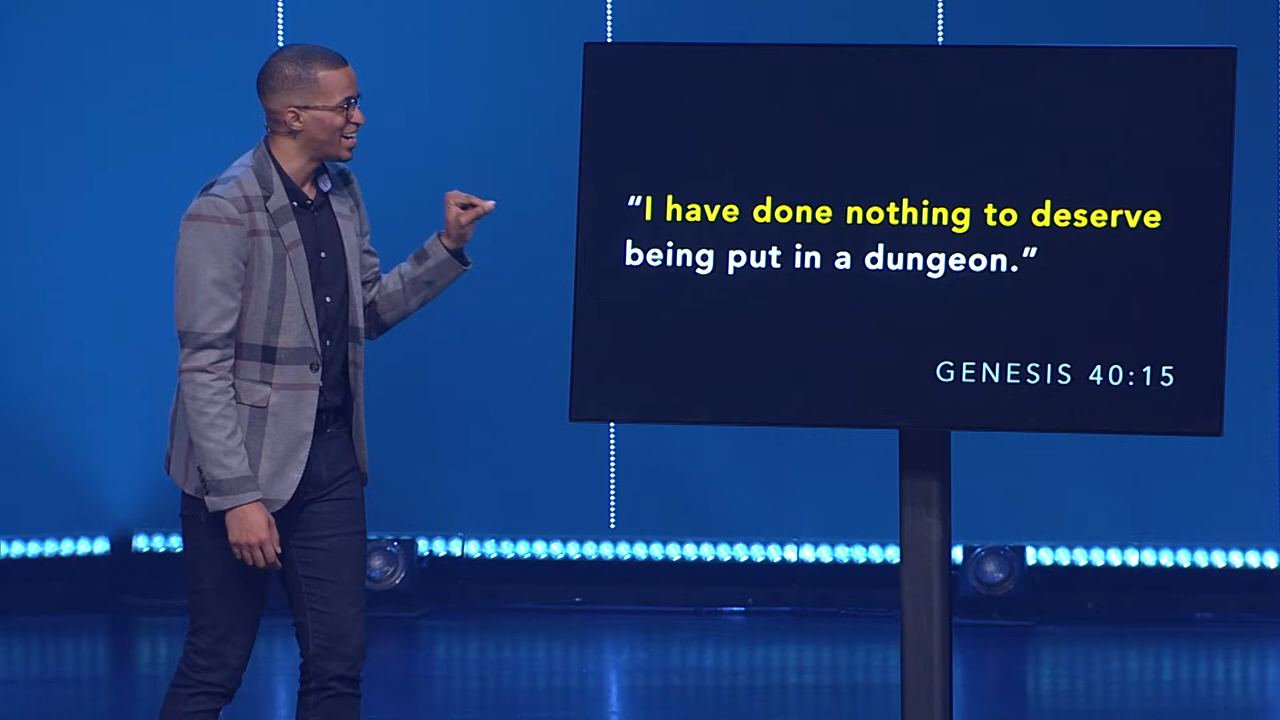 “I have done nothing to deserve
being put in a dungeon.”
GENESIS 40:15